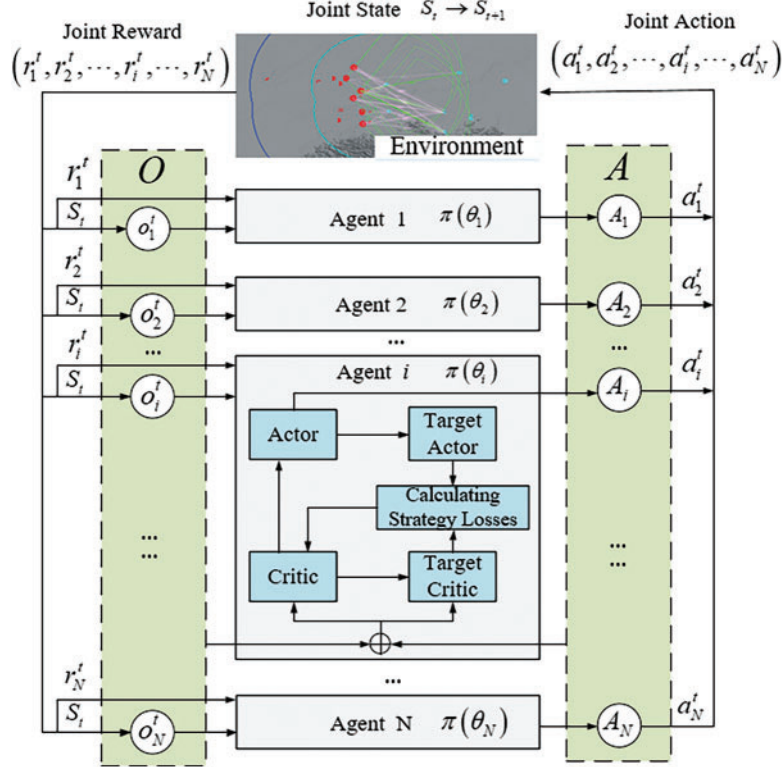 Joint State S_t → S_{t+1}
Joint Reward
(r_1^t, r_2^t, ⋯, r_i^t, ⋯, r_N^t)
Joint Action
(a_1^t, a_2^t, ⋯, a_i^t, ⋯, a_N^t)
Environment
O
A
r_1^t
S_t
o_1^t
Agent 1 π(θ_1)
A_1
a_1^t
r_2^t
S_t
o_2^t
Agent 2 π(θ_2)
A_2
a_2^t
...
...
...
r_i^t
S_t
o_i^t
Agent i π(θ_i)
A_i
a_i^t
Actor
Target
Actor
Calculating
Strategy Losses
Critic
Target
Critic
...
...
...
...
...
r_N^t
S_t
o_N^t
Agent N π(θ_N)
A_N
a_N^t